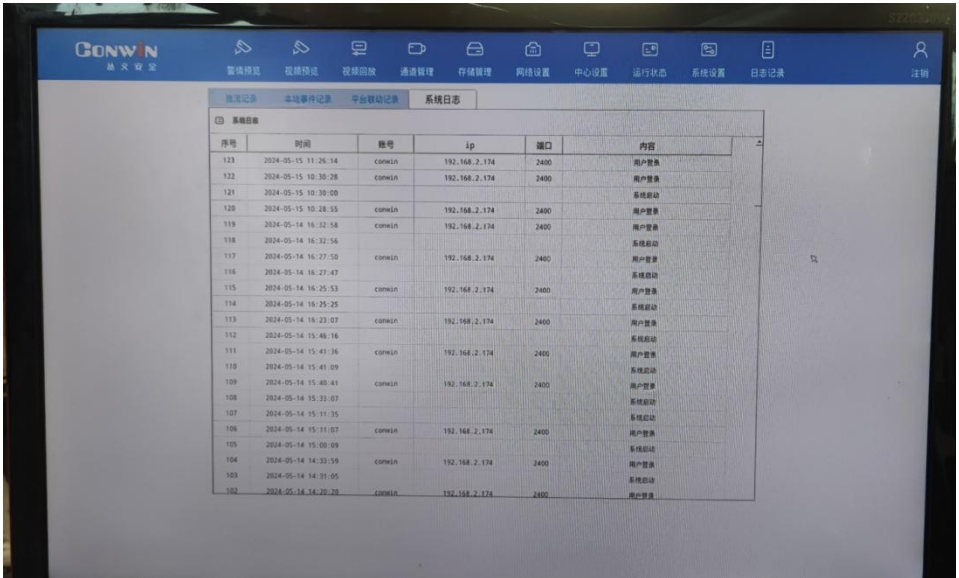 CONWIN
丛文安全
警情预览 视频预览 视频回放 通道管理 存储管理 网络设置 中心设置 运行状态 系统设置 日志记录 注销
推流记录 本地事件记录 平台联动记录 系统日志
系统日志
序号 时间 账号 ip 端口 内容
123 2024-05-15 11:26:14 conwin 192.168.2.174 2400 用户登录
122 2024-05-15 10:30:28 conwin 192.168.2.174 2400 用户登录
121 2024-05-15 10:30:00 系统启动
120 2024-05-15 10:28:55 conwin 192.168.2.174 2400 用户登录
119 2024-05-14 16:32:58 conwin 192.168.2.174 2400 用户登录
118 2024-05-14 16:32:56 系统启动
117 2024-05-14 16:27:50 conwin 192.168.2.174 2400 用户登录
116 2024-05-14 16:27:47 系统启动
115 2024-05-14 16:25:53 conwin 192.168.2.174 2400 用户登录
114 2024-05-14 16:25:25 系统启动
113 2024-05-14 16:23:07 conwin 192.168.2.174 2400 用户登录
112 2024-05-14 15:46:16 系统启动
111 2024-05-14 15:41:36 conwin 192.168.2.174 2400 用户登录
110 2024-05-14 15:41:09 系统启动
109 2024-05-14 15:40:41 conwin 192.168.2.174 2400 用户登录
108 2024-05-14 15:33:07 系统启动
107 2024-05-14 15:11:35 系统启动
106 2024-05-14 15:11:07 conwin 192.168.2.174 2400 用户登录
105 2024-05-14 15:00:09 系统启动
104 2024-05-14 14:33:59 conwin 192.168.2.174 2400 用户登录
103 2024-05-14 14:31:05 系统启动
102 2024-05-14 14:20:20 conwin 192.168.2.174 2400 用户登录